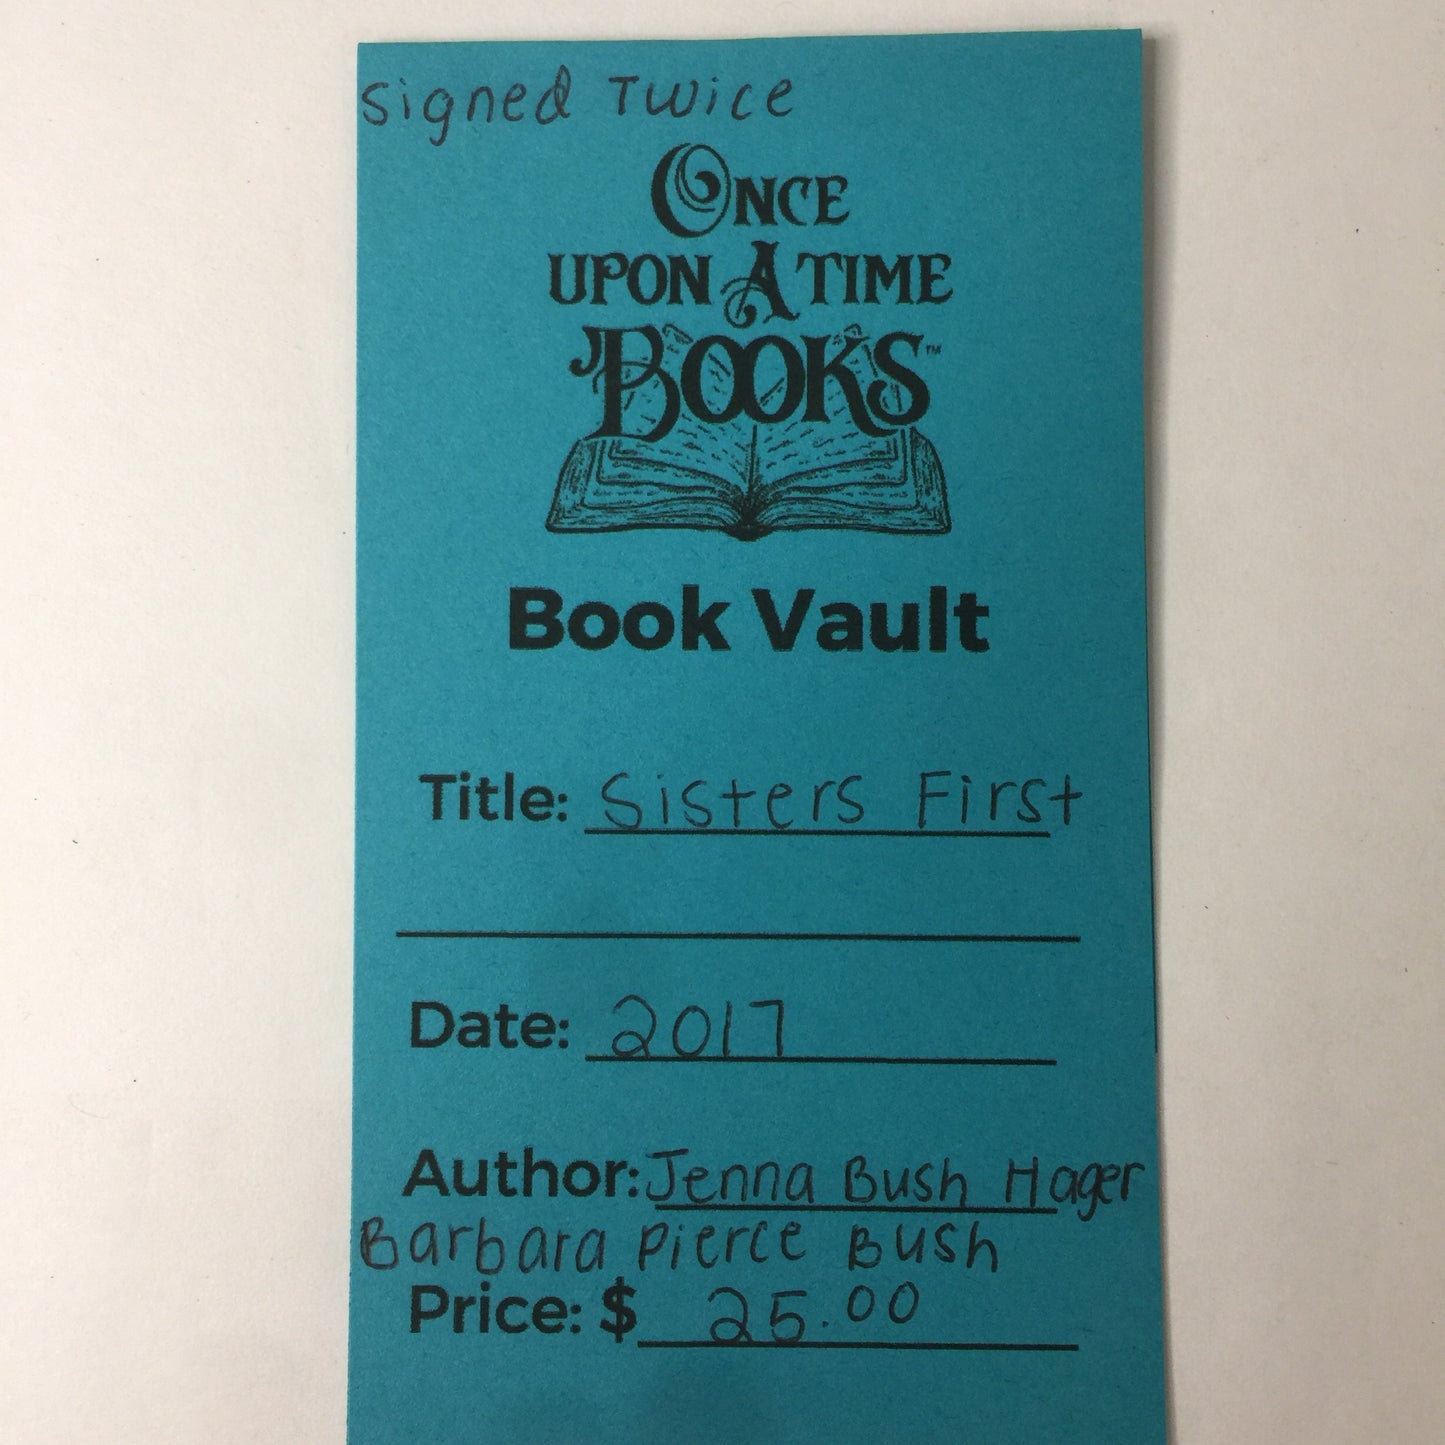 Signed Twice
ONCE
UPON A TIME
BOOKS™
Book Vault
Title: Sisters First
Date: 2017
Author: Jenna Bush Hager
Barbara Pierce Bush
Price: $ 25.00